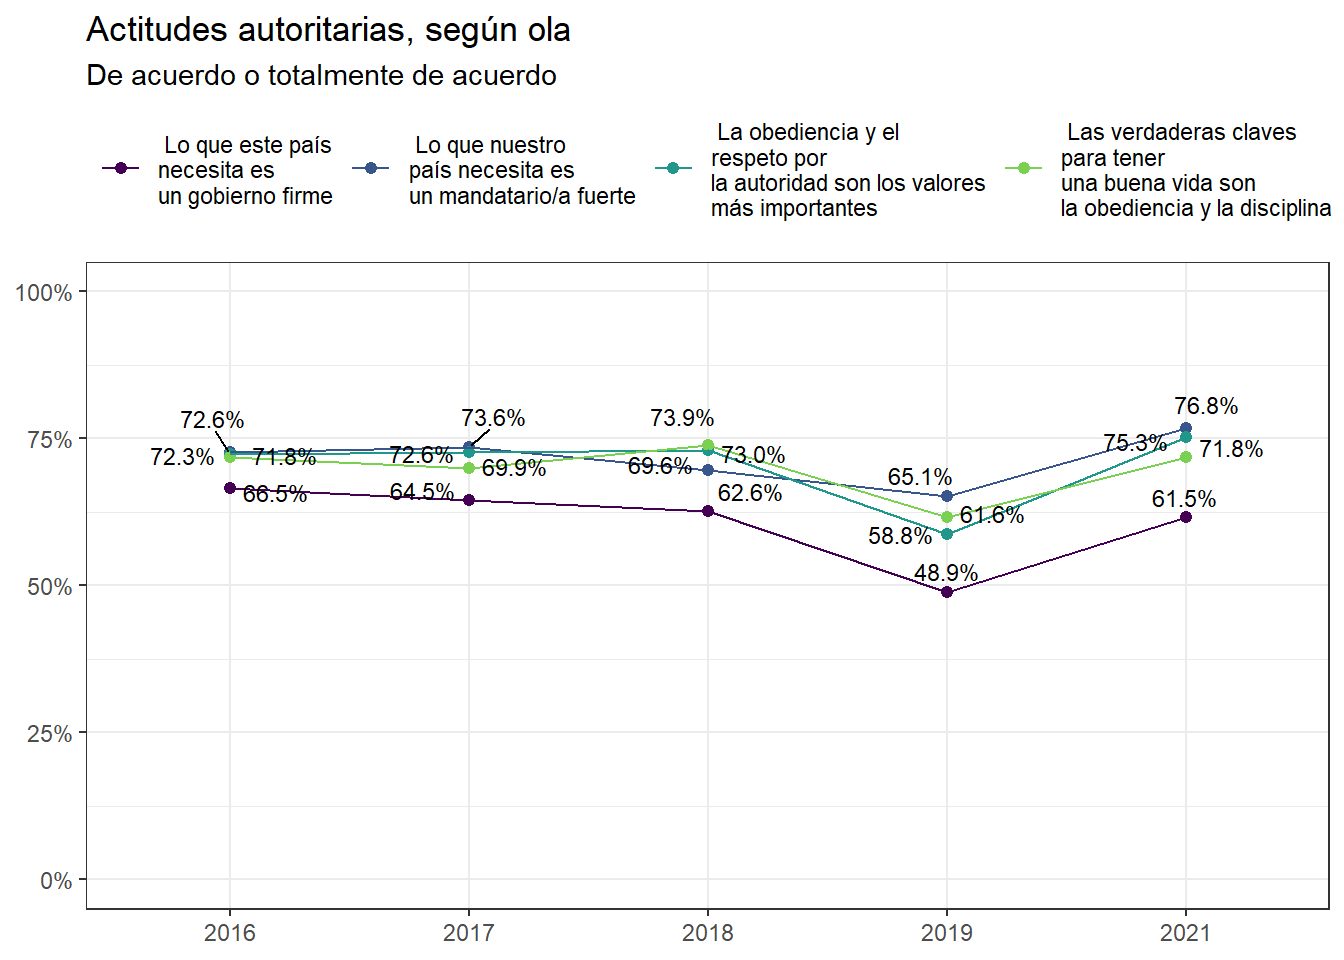 Actitudes autoritarias, según ola
De acuerdo o totalmente de acuerdo
Lo que este país
necesita es
un gobierno firme
Lo que nuestro
país necesita es
un mandatario/a fuerte
La obediencia y el
respeto por
la autoridad son los valores
más importantes
Las verdaderas claves
para tener
una buena vida son
la obediencia y la disciplina
100%
75%
50%
25%
0%
72.6%
72.3%
71.8%
66.5%
73.6%
72.6%
69.9%
64.5%
73.9%
73.0%
69.6%
62.6%
65.1%
61.6%
58.8%
48.9%
76.8%
75.3%
71.8%
61.5%
2016
2017
2018
2019
2021